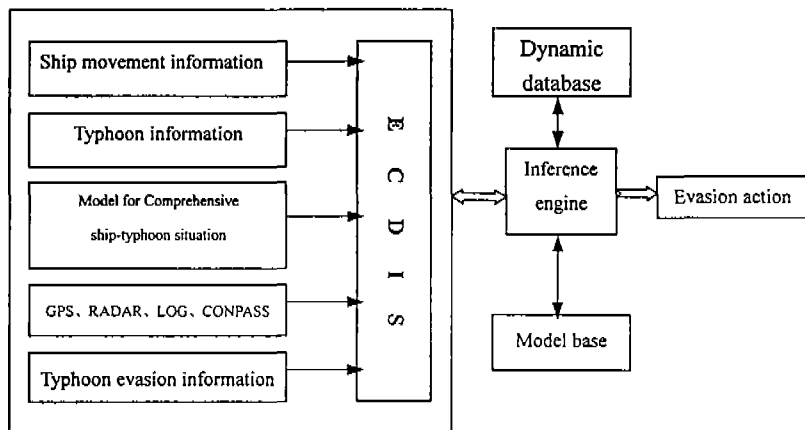 Ship movement information
Typhoon information
Model for Comprehensive
ship-typhoon situation
GPS、RADAR、LOG、CONPASS
Typhoon evasion information
ECDIS
Dynamic
database
Inference
engine
Evasion action
Model base